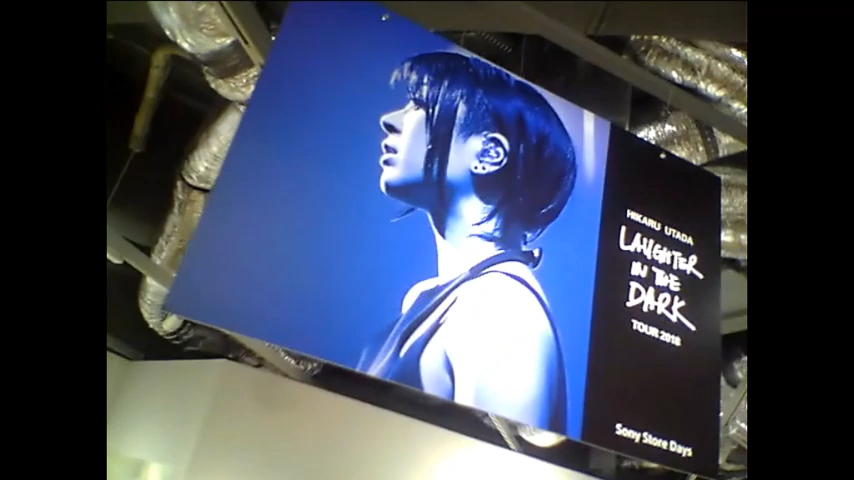 HIKARU UTADA
LAUGHTER
IN THE
DARK
TOUR 2018
Sony Store Days